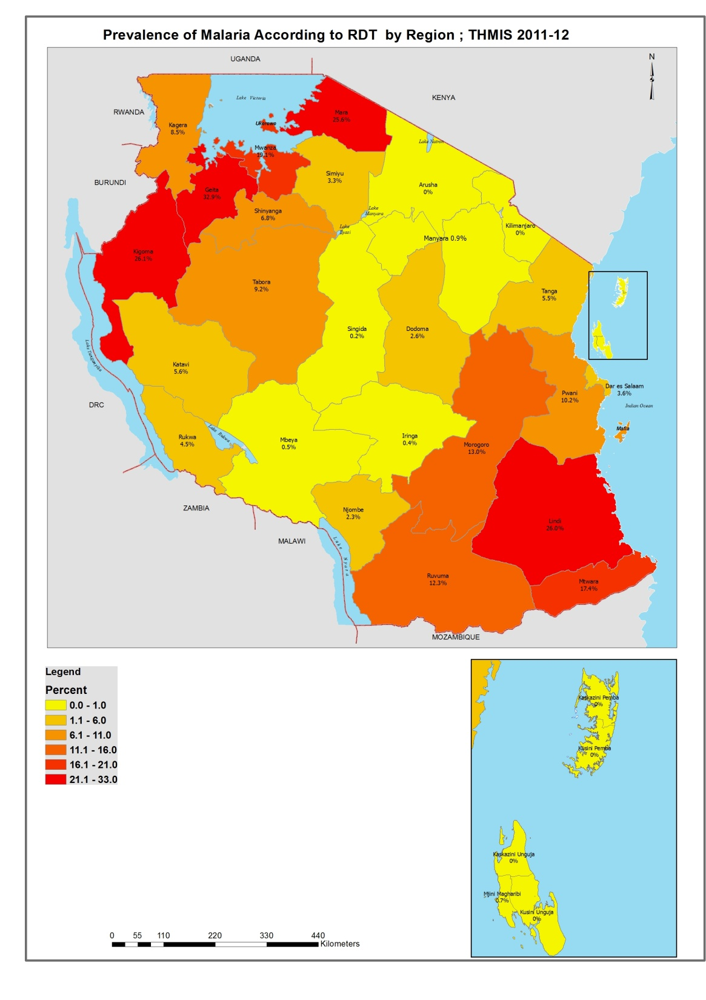 Prevalence of Malaria According to RDT by Region ; THMIS 2011-12
UGANDA
N
Lake Victoria
KENYA
RWANDA
Mara
25.6%
Ukerewe
Kagera
8.5%
Lake Natron
Mwanza
19.1%
BURUNDI
Simiyu
3.3%
Arusha
0%
Geita
32.9%
Shinyanga
6.8%
Lake
Manyara
Lake
Eyasi
Kilimanjaro
0%
Manyara 0.9%
Kigoma
26.1%
Tabora
9.2%
Tanga
5.5%
Singida
0.2%
Dodoma
2.6%
Lake Tanganyika
Katavi
5.6%
Dar es Salaam
3.6%
Pwani
10.2%
DRC
Indian Ocean
Mafia
Lake Rukwa
Rukwa
4.5%
Mbeya
0.5%
Iringa
0.4%
Morogoro
13.0%
ZAMBIA
Njombe
2.3%
Lindi
26.0%
MALAWI
Lake Nyasa
Ruvuma
12.3%
Mtwara
17.4%
MOZAMBIQUE
Legend
Percent
0.0 - 1.0
1.1 - 6.0
6.1 - 11.0
11.1 - 16.0
16.1 - 21.0
21.1 - 33.0
Kaskazini Pemba
0%
Kusini Pemba
0%
Kaskazini Unguja
0%
Mjini Magharibi
0.7%
Kusini Unguja
0%
0 55 110 220 330 440
Kilometers